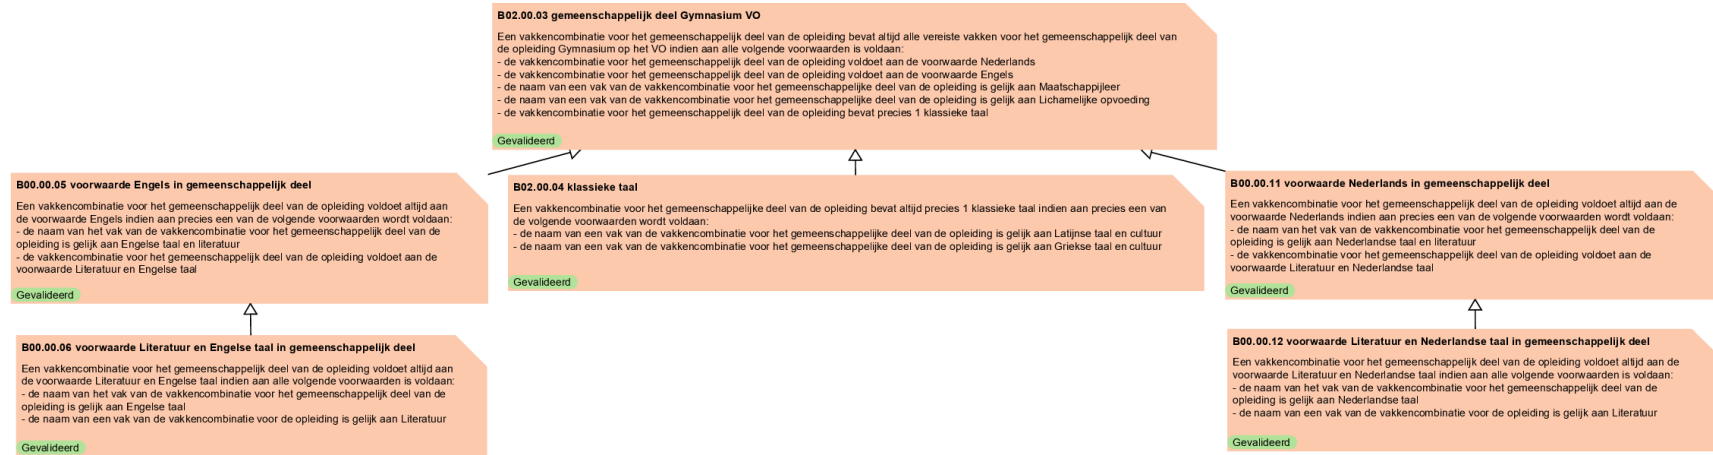 B02.00.03 gemeenschappelijk deel Gymnasium VO
Een vakkencombinatie voor het gemeenschappelijk deel van de opleiding bevat altijd alle vereiste vakken voor het gemeenschappelijk deel van
de opleiding Gymnasium op het VO indien aan alle volgende voorwaarden is voldaan:
- de vakkencombinatie voor het gemeenschappelijk deel van de opleiding voldoet aan de voorwaarde Nederlands
- de vakkencombinatie voor het gemeenschappelijk deel van de opleiding voldoet aan de voorwaarde Engels
- de naam van een vak van de vakkencombinatie voor het gemeenschappelijke deel van de opleiding is gelijk aan Maatschappijleer
- de naam van een vak van de vakkencombinatie voor het gemeenschappelijke deel van de opleiding is gelijk aan Lichamelijke opvoeding
- de vakkencombinatie voor het gemeenschappelijk deel van de opleiding bevat precies 1 klassieke taal
Gevalideerd
B00.00.05 voorwaarde Engels in gemeenschappelijk deel
Een vakkencombinatie voor het gemeenschappelijk deel van de opleiding voldoet altijd aan
de voorwaarde Engels indien aan precies een van de volgende voorwaarden wordt voldaan:
- de naam van het vak van de vakkencombinatie voor het gemeenschappelijk deel van de
opleiding is gelijk aan Engelse taal en literatuur
- de vakkencombinatie voor het gemeenschappelijk deel van de opleiding voldoet aan de
voorwaarde Literatuur en Engelse taal
Gevalideerd
B02.00.04 klassieke taal
Een vakkencombinatie voor het gemeenschappelijke deel van de opleiding bevat altijd precies 1 klassieke taal indien aan precies een van
de volgende voorwaarden wordt voldaan:
- de naam van een vak van de vakkencombinatie voor het gemeenschappelijke deel van de opleiding is gelijk aan Latijnse taal en cultuur
- de naam van een vak van de vakkencombinatie voor het gemeenschappelijke deel van de opleiding is gelijk aan Griekse taal en cultuur
Gevalideerd
B00.00.11 voorwaarde Nederlands in gemeenschappelijk deel
Een vakkencombinatie voor het gemeenschappelijk deel van de opleiding voldoet altijd aan de
voorwaarde Nederlands indien aan precies een van de volgende voorwaarden wordt voldaan:
- de naam van het vak van de vakkencombinatie voor het gemeenschappelijk deel van de
opleiding is gelijk aan Nederlandse taal en literatuur
- de vakkencombinatie voor het gemeenschappelijk deel van de opleiding voldoet aan de
voorwaarde Literatuur en Nederlandse taal
Gevalideerd
B00.00.06 voorwaarde Literatuur en Engelse taal in gemeenschappelijk deel
Een vakkencombinatie voor het gemeenschappelijk deel van de opleiding voldoet altijd aan
de voorwaarde Literatuur en Engelse taal indien aan alle volgende voorwaarden is voldaan:
- de naam van het vak van de vakkencombinatie voor het gemeenschappelijk deel van de
opleiding is gelijk aan Engelse taal
- de naam van een vak van de vakkencombinatie voor de opleiding is gelijk aan Literatuur
Gevalideerd
B00.00.12 voorwaarde Literatuur en Nederlandse taal in gemeenschappelijk deel
Een vakkencombinatie voor het gemeenschappelijk deel van de opleiding voldoet altijd aan de
voorwaarde Literatuur en Nederlandse taal indien aan alle volgende voorwaarden is voldaan:
- de naam van het vak van de vakkencombinatie voor het gemeenschappelijk deel van de
opleiding is gelijk aan Nederlandse taal
- de naam van een vak van de vakkencombinatie voor de opleiding is gelijk aan Literatuur
Gevalideerd